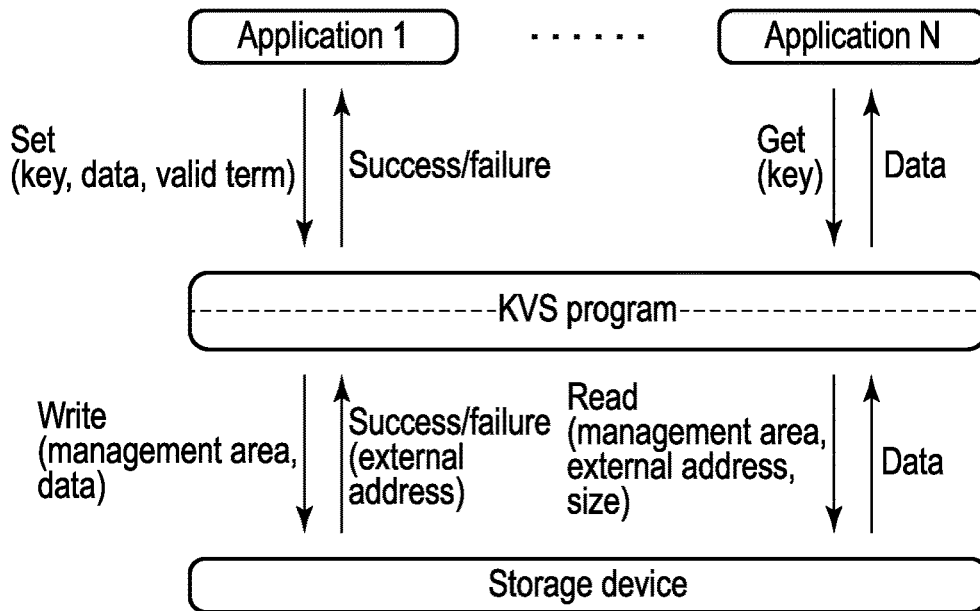 Application 1
......
Application N
Set
(key, data, valid term)
Success/failure
Get
(key)
Data
KVS program
Write
(management area,
data)
Success/failure
(external
address)
Read
(management area,
external address,
size)
Data
Storage device